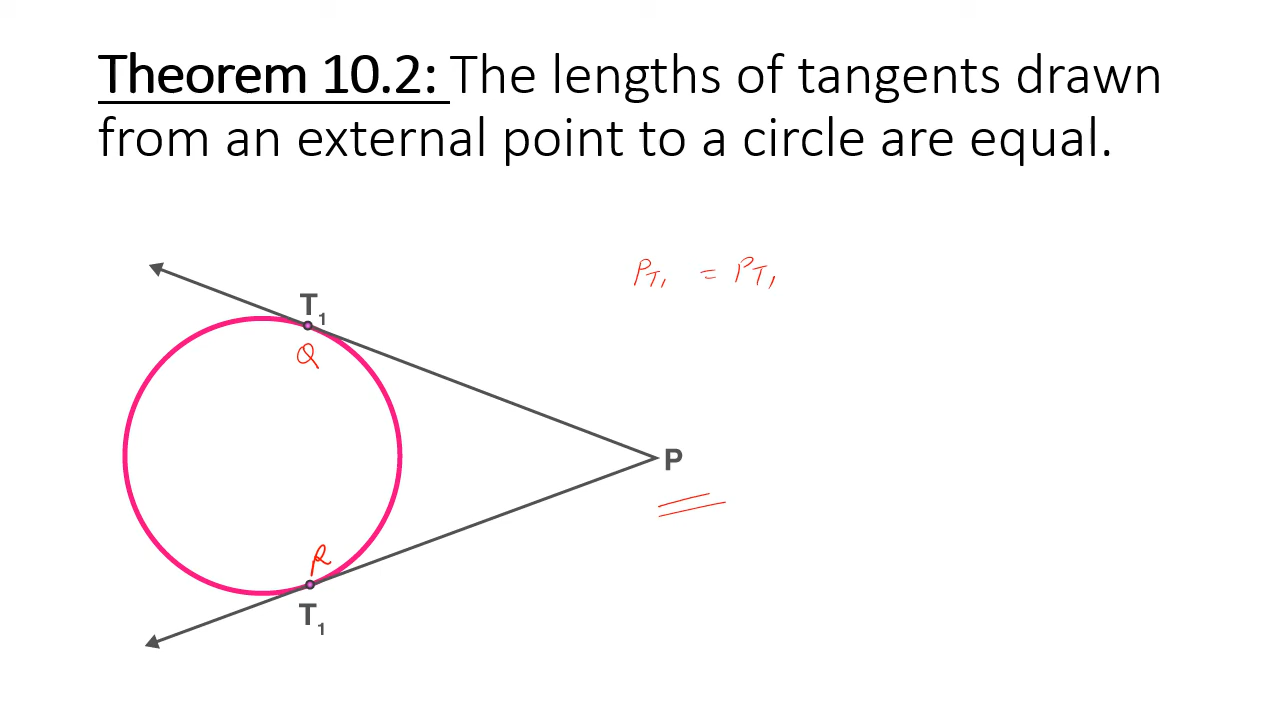 Theorem 10.2: The lengths of tangents drawn
from an external point to a circle are equal.
PT₁ = PT₁
T₁
Q
P
R
T₁